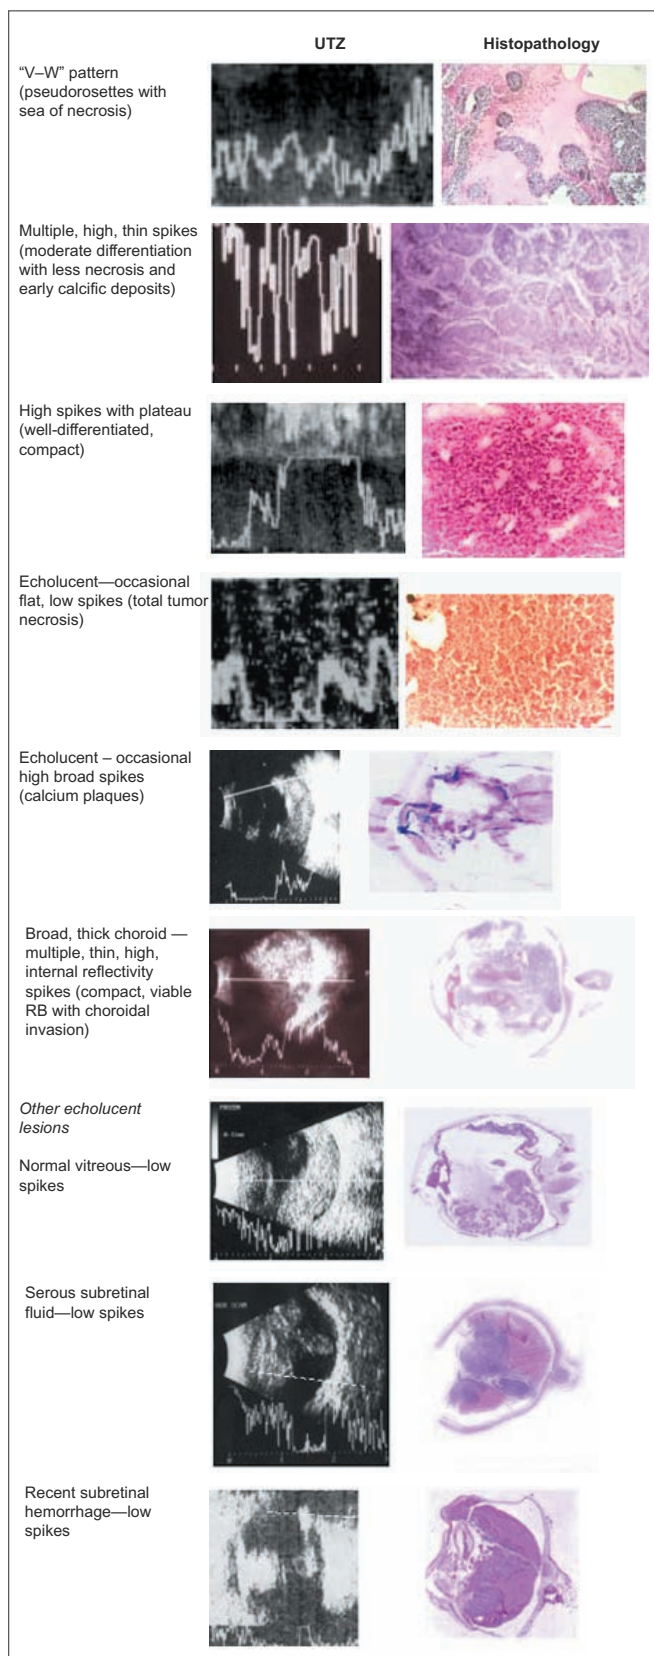 UTZ
Histopathology
“V–W” pattern
(pseudorosettes with
sea of necrosis)
Multiple, high, thin spikes
(moderate differentiation
with less necrosis and
early calcific deposits)
High spikes with plateau
(well-differentiated,
compact)
Echolucent—occasional
flat, low spikes (total tumor
necrosis)
Echolucent – occasional
high broad spikes
(calcium plaques)
Broad, thick choroid —
multiple, thin, high,
internal reflectivity
spikes (compact, viable
RB with choroidal
invasion)
Other echolucent
lesions
Normal vitreous—low
spikes
Serous subretinal
fluid—low spikes
Recent subretinal
hemorrhage—low
spikes